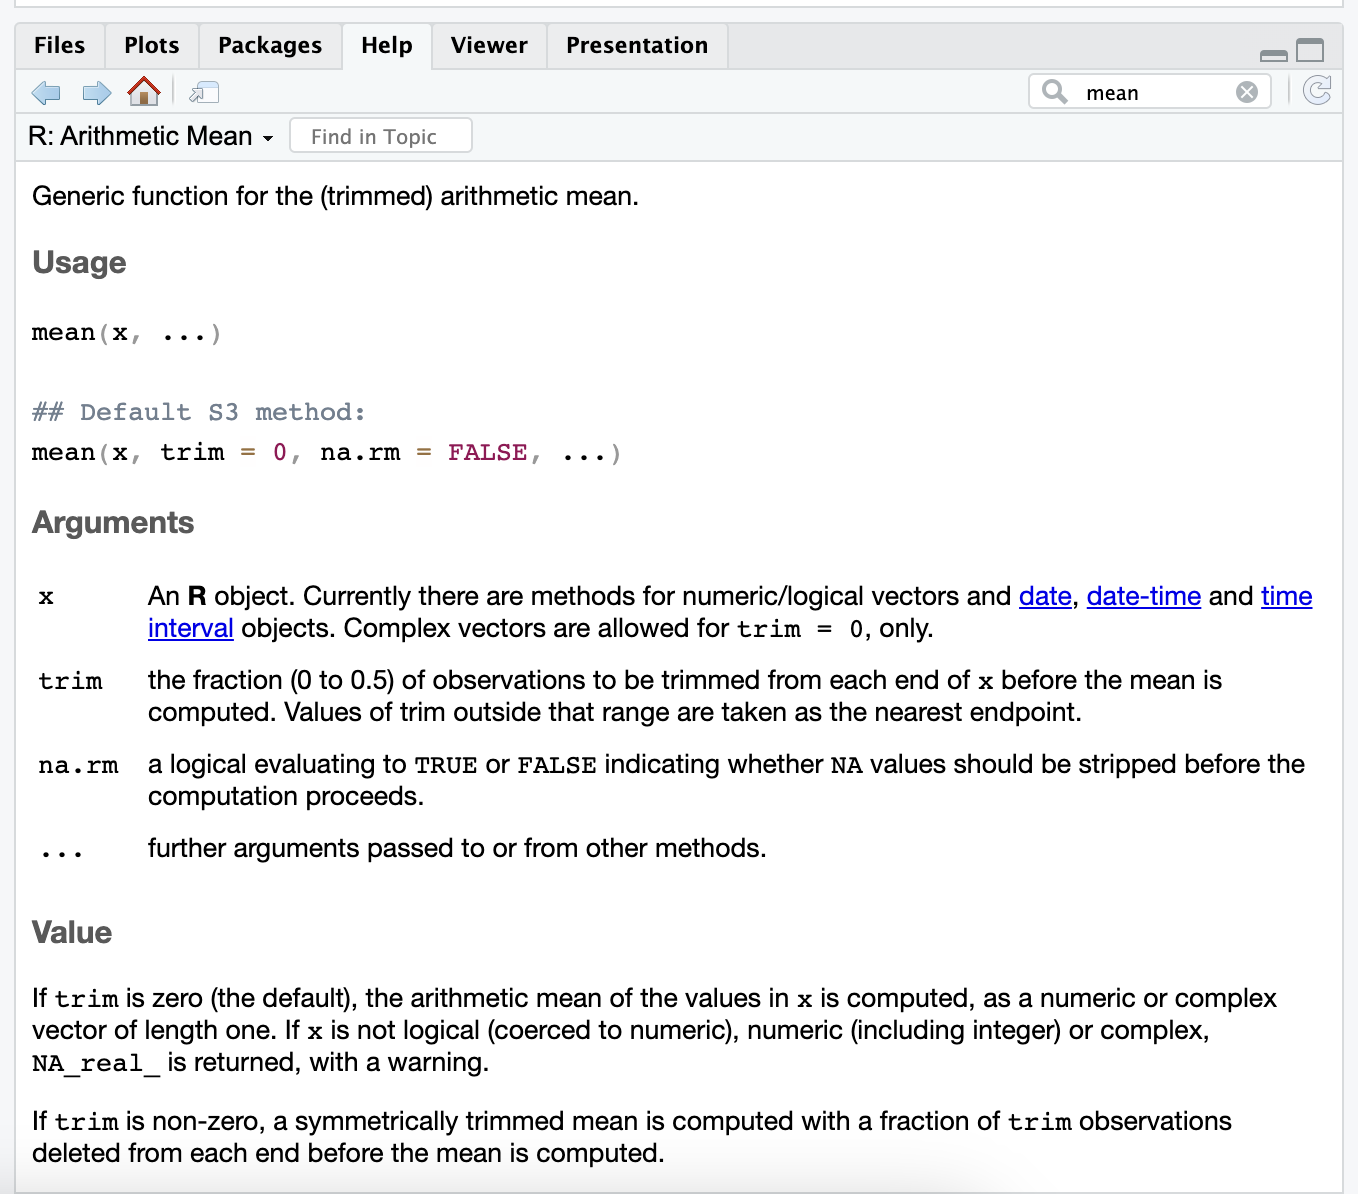 Files Plots Packages Help Viewer Presentation
mean
R: Arithmetic Mean Find in Topic
Generic function for the (trimmed) arithmetic mean.
Usage
mean(x, ...)
## Default S3 method:
mean(x, trim = 0, na.rm = FALSE, ...)
Arguments
x An R object. Currently there are methods for numeric/logical vectors and date, date-time and time
interval objects. Complex vectors are allowed for trim = 0, only.
trim the fraction (0 to 0.5) of observations to be trimmed from each end of x before the mean is
computed. Values of trim outside that range are taken as the nearest endpoint.
na.rm a logical evaluating to TRUE or FALSE indicating whether NA values should be stripped before the
computation proceeds.
... further arguments passed to or from other methods.
Value
If trim is zero (the default), the arithmetic mean of the values in x is computed, as a numeric or complex
vector of length one. If x is not logical (coerced to numeric), numeric (including integer) or complex,
NA_real_ is returned, with a warning.
If trim is non-zero, a symmetrically trimmed mean is computed with a fraction of trim observations
deleted from each end before the mean is computed.